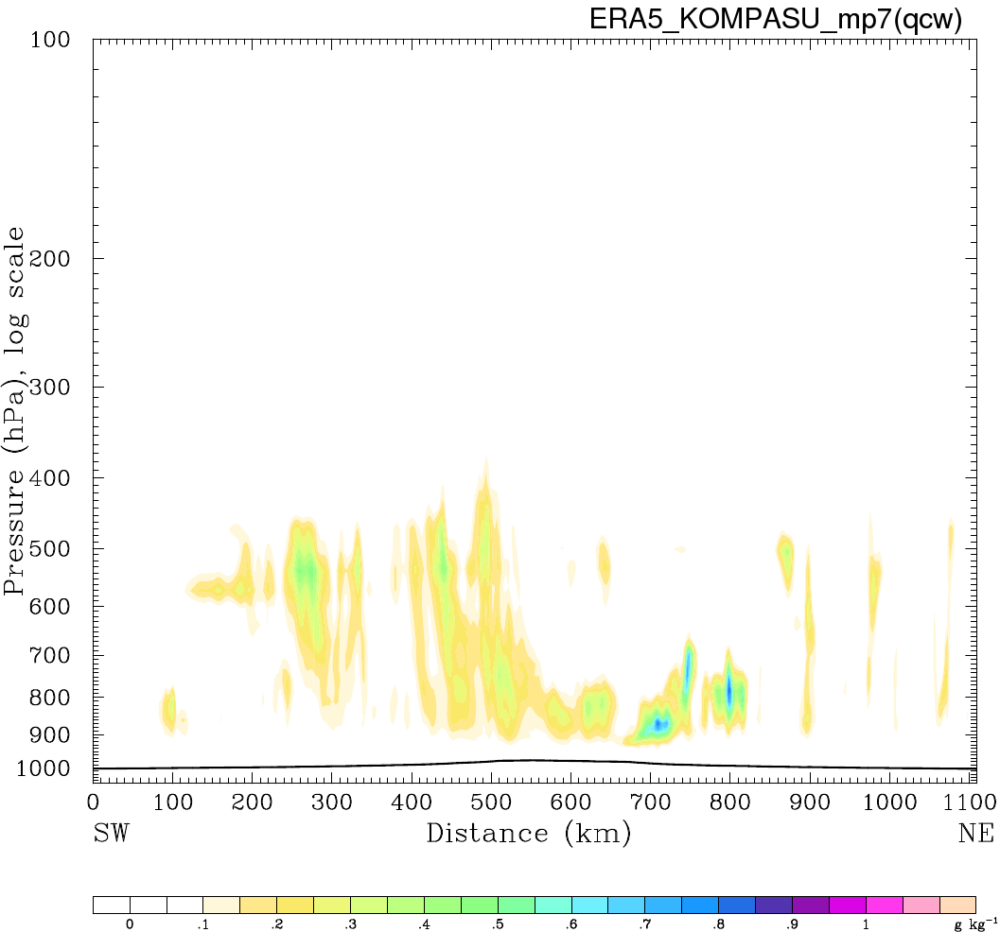 ERA5_KOMPASU_mp7(qcw)
100
200
300
400
500
600
700
800
900
1000
Pressure (hPa), log scale
0 100 200 300 400 500 600 700 800 900 1000 1100
SW Distance (km) NE
0 .1 .2 .3 .4 .5 .6 .7 .8 .9 1 g kg⁻¹